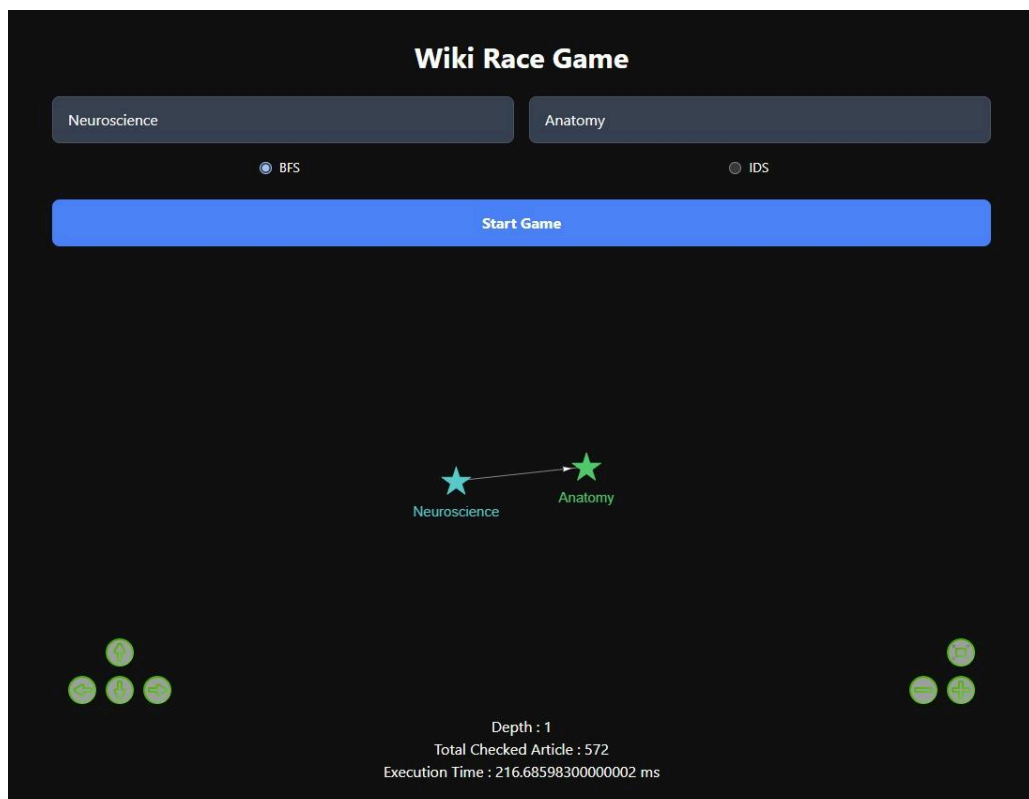 Wiki Race Game
Neuroscience Anatomy
BFS IDS
Start Game
Anatomy
Neuroscience
Depth : 1
Total Checked Article : 572
Execution Time : 216.68598300000002 ms